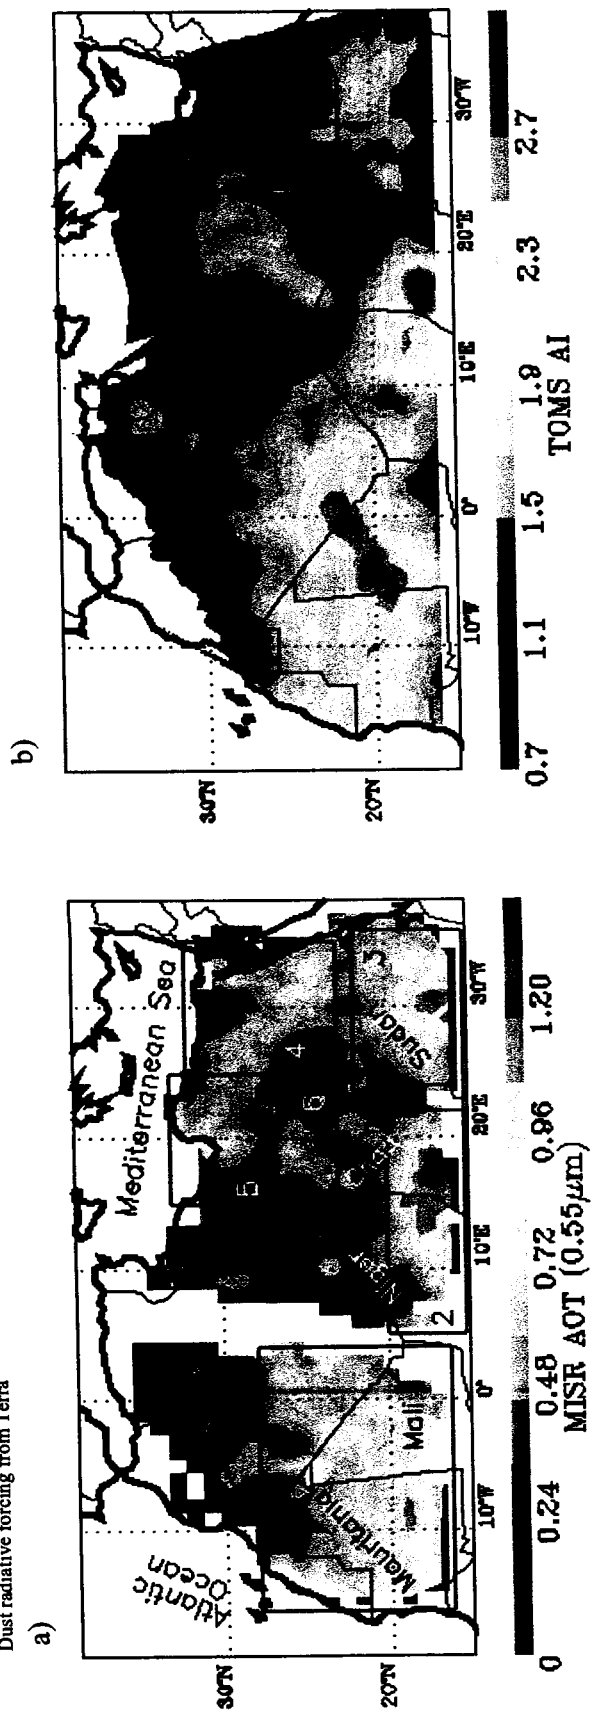 Dust radiative forcing from Terra
a)
Atlantic
Ocean
Mediterranean Sea
30°N
20°N
Mauritania
Mali
Niger
Chad
Sudan
2
3
4
5
6
10°W
0°
10°E
20°E
30°W
0
0.24
0.48
0.72
0.96
1.20
MISR AOT (0.55μm)
b)
30°N
20°N
10°W
0°
10°E
20°E
30°W
0.7
1.1
1.5
1.9
2.3
2.7
TOMS AI